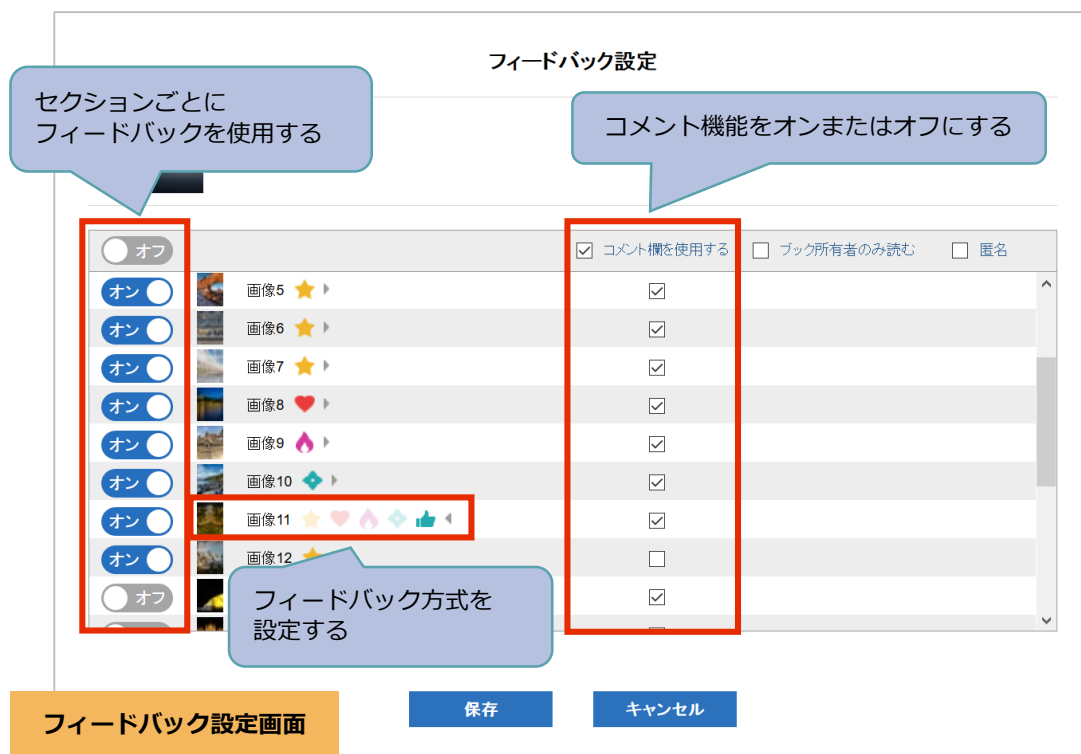 フィードバック設定
セクションごとに
フィードバックを使用する
コメント機能をオンまたはオフにする
オフ
コメント欄を使用する
ブック所有者のみ読む
匿名
オン 画像5
オン 画像6
オン 画像7
オン 画像8
オン 画像9
オン 画像10
オン 画像11
オン 画像12
オフ
フィードバック方式を
設定する
保存
キャンセル
フィードバック設定画面